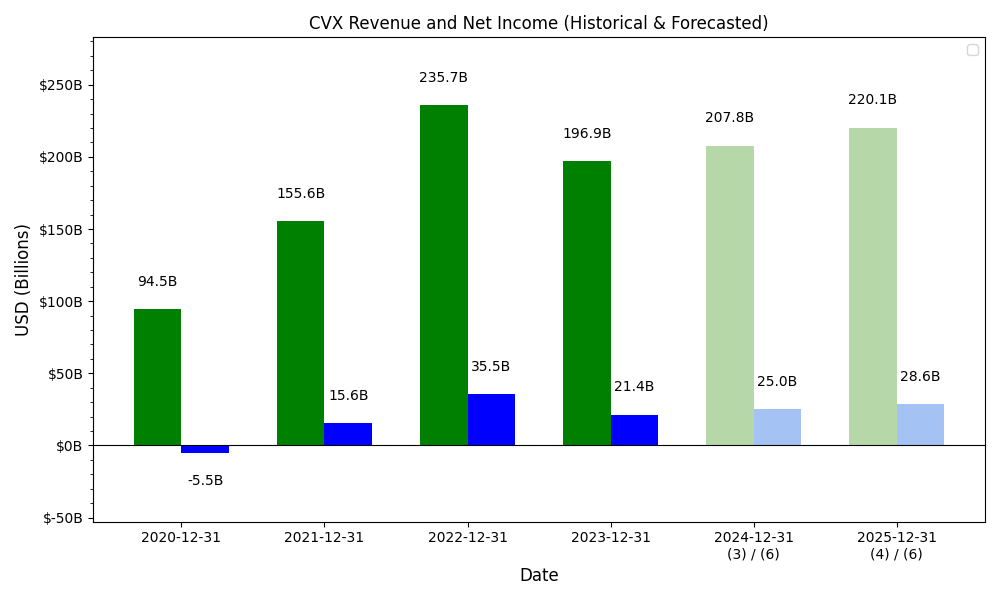 CVX Revenue and Net Income (Historical & Forecasted)
USD (Billions)
$250B
$200B
$150B
$100B
$50B
$0B
$-50B
94.5B
-5.5B
155.6B
15.6B
235.7B
35.5B
196.9B
21.4B
207.8B
25.0B
220.1B
28.6B
2020-12-31
2021-12-31
2022-12-31
2023-12-31
2024-12-31
(3) / (6)
2025-12-31
(4) / (6)
Date